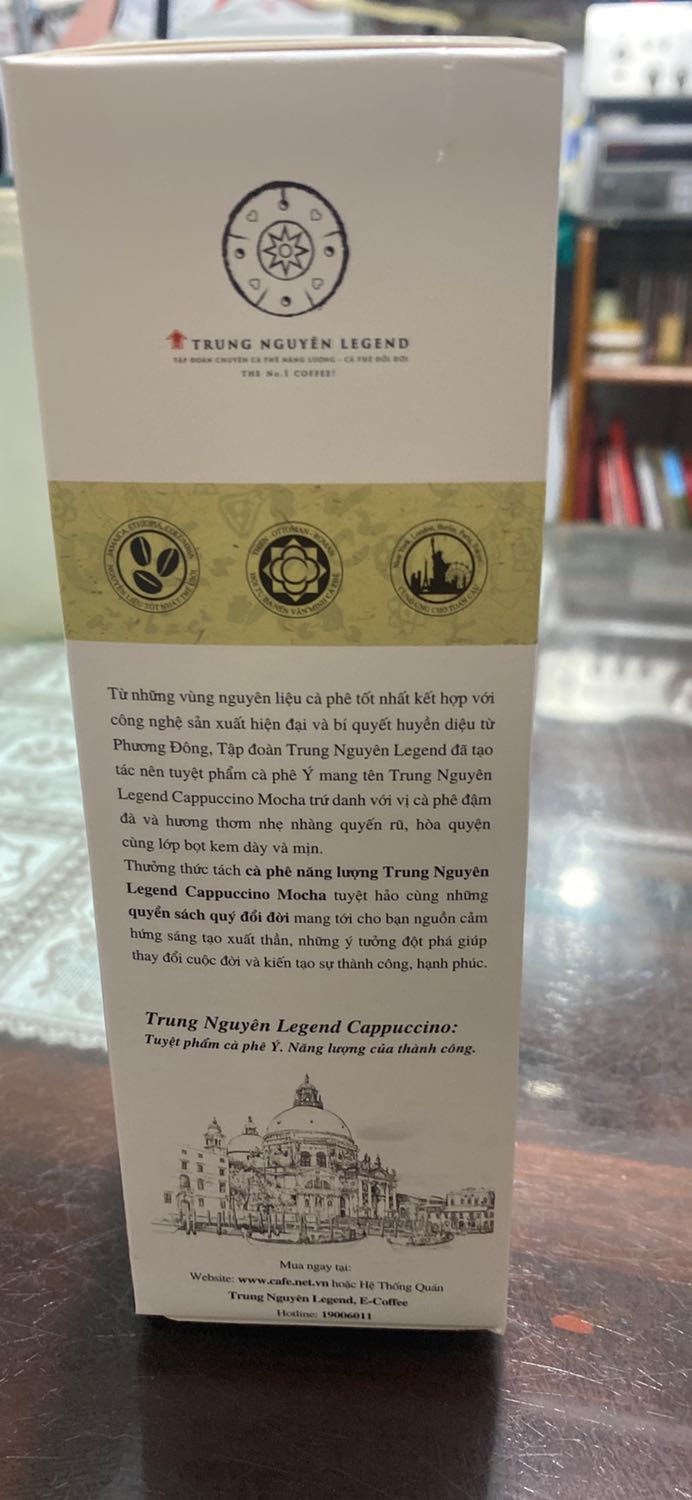 TRUNG NGUYÊN LEGEND
TẬP ĐOÀN CHUYÊN CÀ PHÊ NĂNG LƯỢNG - CÀ PHÊ ĐỔI ĐỜI
THE No.1 COFFEE!
JAMAICA, ETHIOPIA, COLUMBIA
NGUYÊN LIỆU TỐT NHẤT THẾ GIỚI
THIỀN - OTTOMAN - ROMAN
HỘI TỤ BA NỀN VĂN MINH CÀ PHÊ
New York, London, Berlin, Paris, Tokyo
CUNG ỨNG CHO TOÀN CẦU
Từ những vùng nguyên liệu cà phê tốt nhất kết hợp với
công nghệ sản xuất hiện đại và bí quyết huyền diệu từ
Phương Đông, Tập đoàn Trung Nguyên Legend đã tạo
tác nên tuyệt phẩm cà phê Ý mang tên Trung Nguyên
Legend Cappuccino Mocha trứ danh với vị cà phê đậm
đà và hương thơm nhẹ nhàng quyến rũ, hòa quyện
cùng lớp bọt kem dày và mịn.
Thưởng thức tách cà phê năng lượng Trung Nguyên
Legend Cappuccino Mocha tuyệt hảo cùng những
quyển sách quý đổi đời mang tới cho bạn nguồn cảm
hứng sáng tạo xuất thần, những ý tưởng đột phá giúp
thay đổi cuộc đời và kiến tạo sự thành công, hạnh phúc.
Trung Nguyên Legend Cappuccino:
Tuyệt phẩm cà phê Ý. Năng lượng của thành công.
Mua ngay tại:
Website: www.cafe.net.vn hoặc Hệ Thống Quán
Trung Nguyên Legend, E-Coffee
Hotline: 19006011